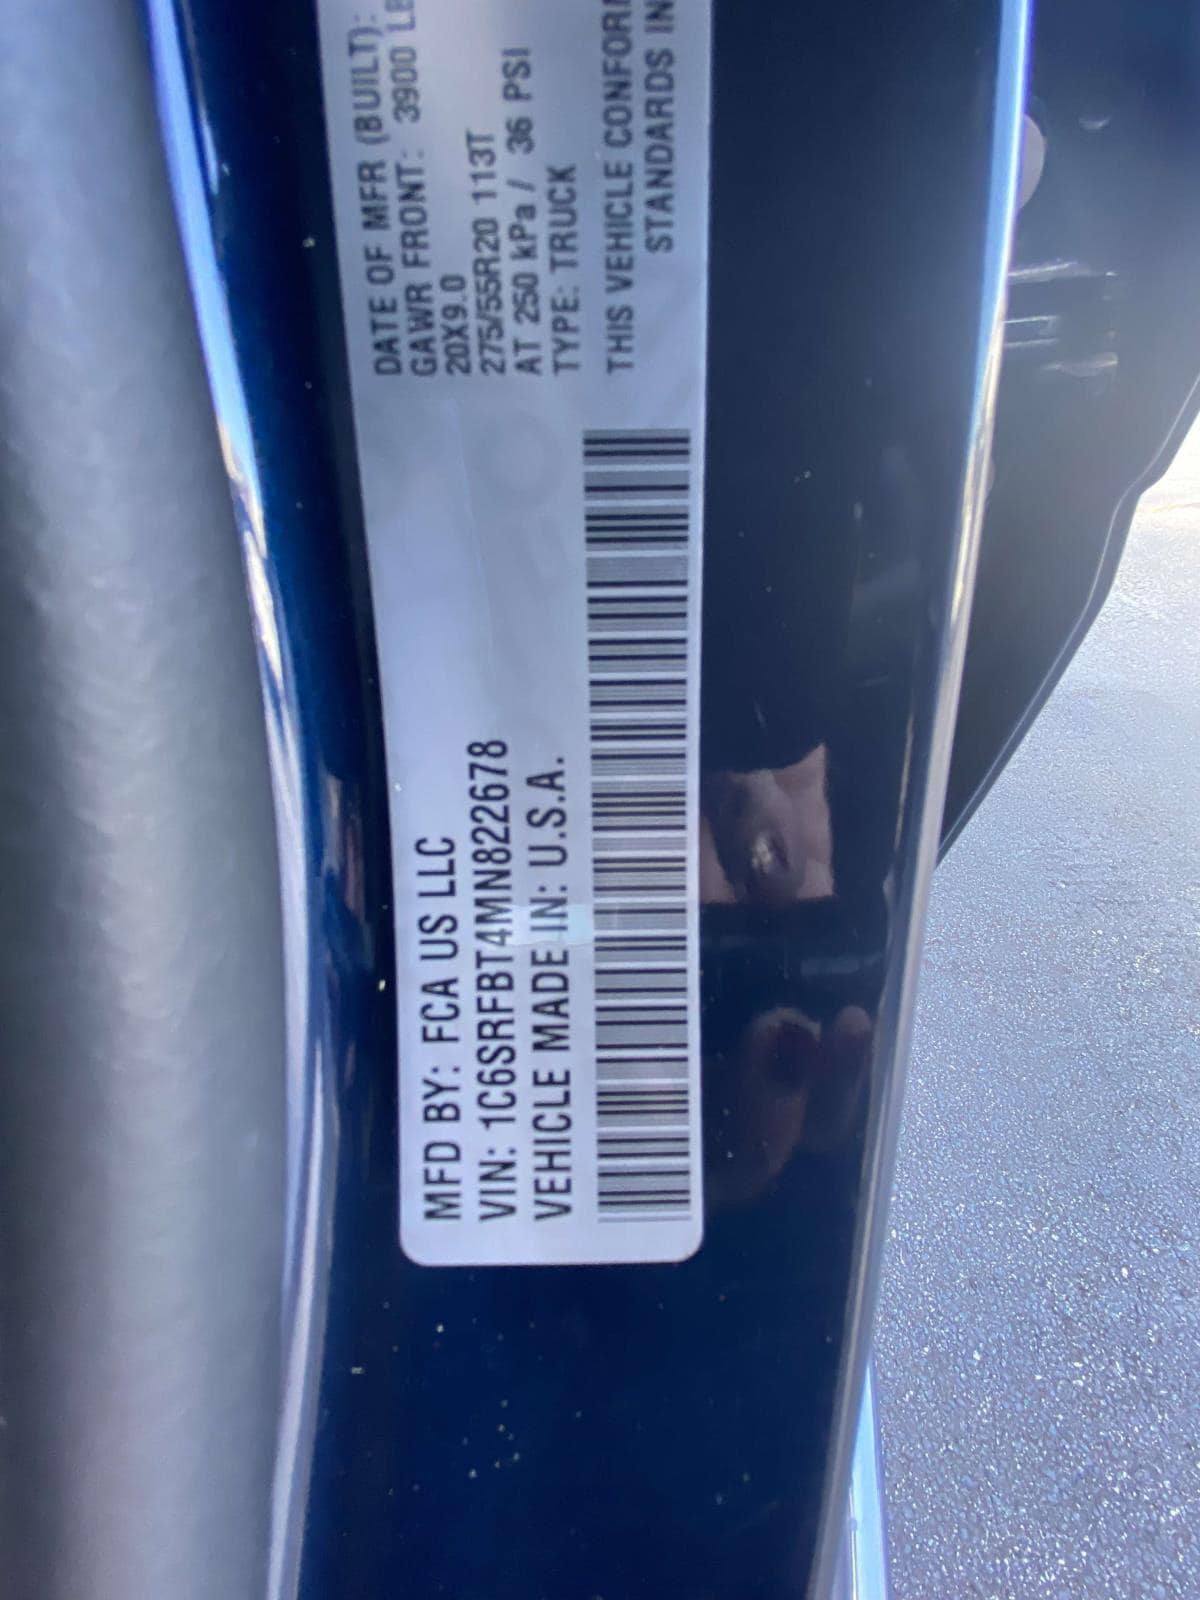 MFD BY: FCA US LLC
VIN: 1C6SRFBT4MN822678
VEHICLE MADE IN: U.S.A.
DATE OF MFR (BUILT):
GAWR FRONT: 3900 LB
20X9.0
275/55R20 113T
AT 250 kPa / 36 PSI
TYPE: TRUCK
THIS VEHICLE
STANDARDS IN